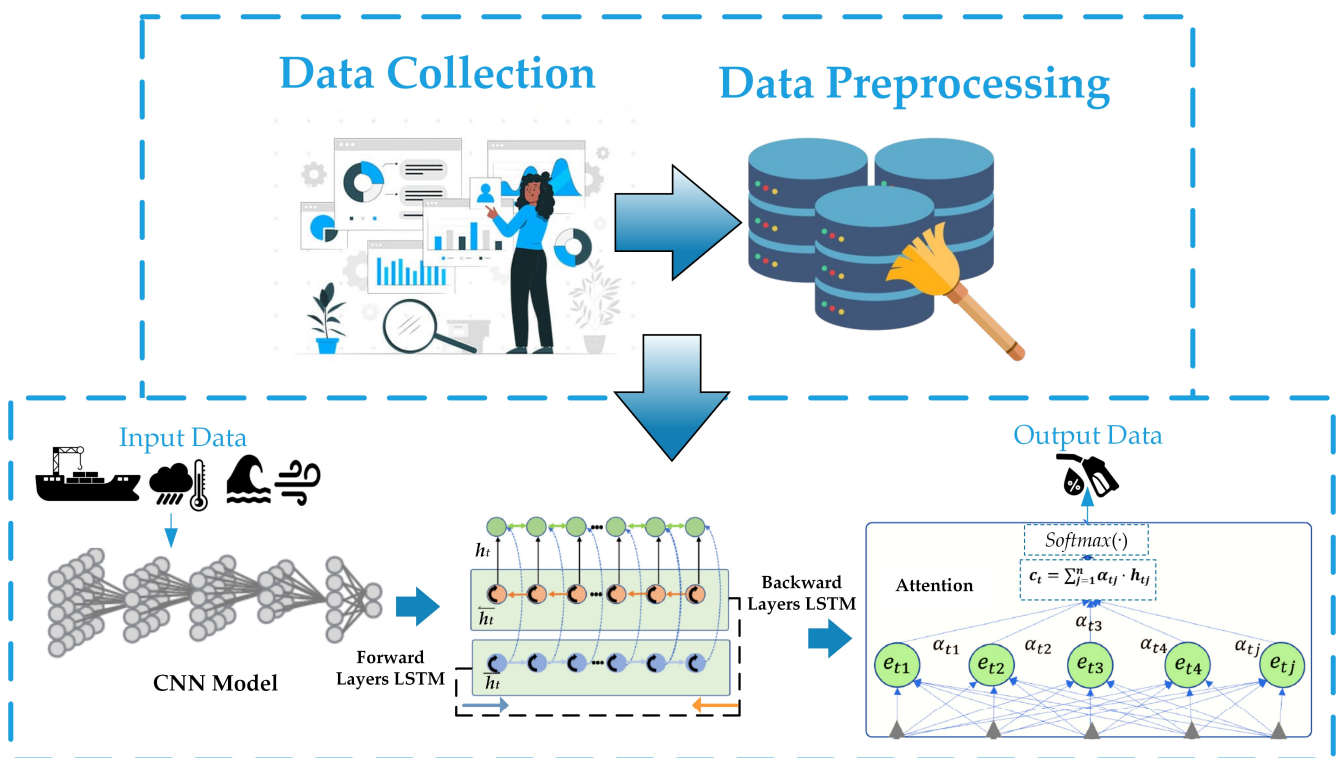 Data Collection
Data Preprocessing
Input Data
Output Data
%
Softmax(·)
c_t = ∑_{j=1}^{n} α_{tj} · h_{tj}
Attention
h_t
Backward
Layers LSTM
h_t
α_{t1}
α_{t2}
α_{t3}
α_{t4}
α_{tj}
e_{t1}
e_{t2}
e_{t3}
e_{t4}
e_{tj}
Forward
Layers LSTM
h_t
CNN Model